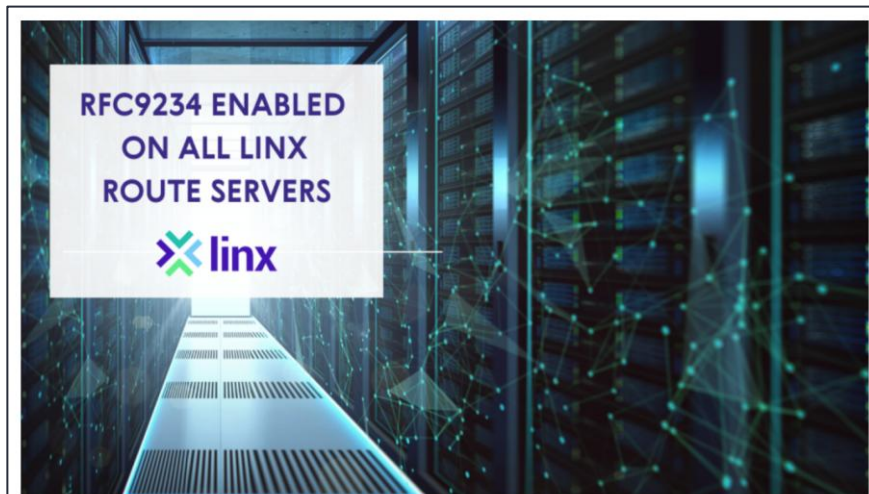 RFC9234 ENABLED
ON ALL LINX
ROUTE SERVERS
linx